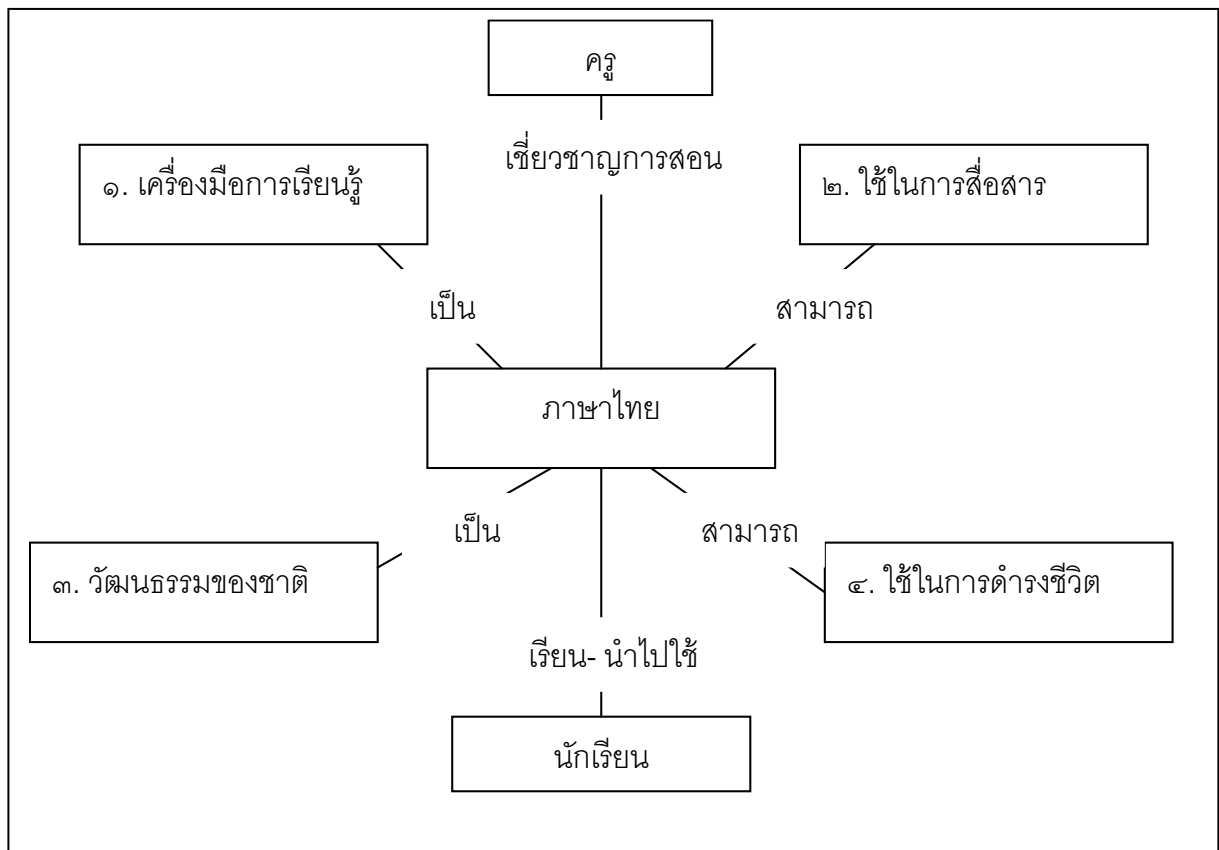 ครู
เชี่ยวชาญการสอน
๑. เครื่องมือการเรียนรู้
๒. ใช้ในการสื่อสาร
เป็น
สามารถ
ภาษาไทย
เป็น
สามารถ
๓. วัฒนธรรมของชาติ
๔. ใช้ในการดำรงชีวิต
เรียน- นำไปใช้
นักเรียน